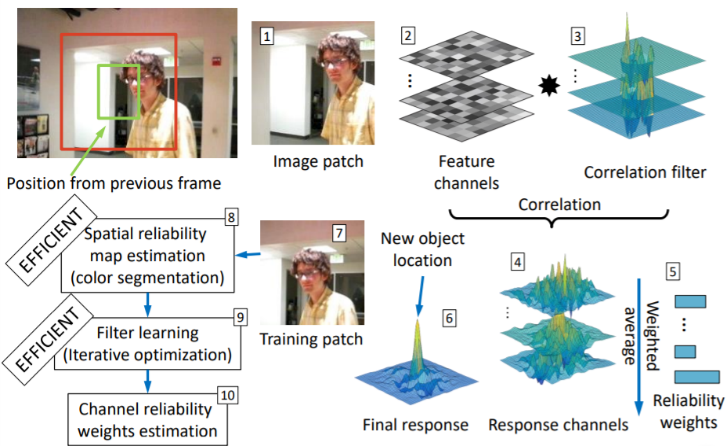 1
2
3
Image patch
Feature
channels
Correlation filter
Position from previous frame
Correlation
EFFICIENT
8
Spatial reliability
map estimation
(color segmentation)
7
Training patch
New object
location
4
5
6
Weighted
average
EFFICIENT
9
Filter learning
(Iterative optimization)
10
Channel reliability
weights estimation
Final response
Response channels
Reliability
weights